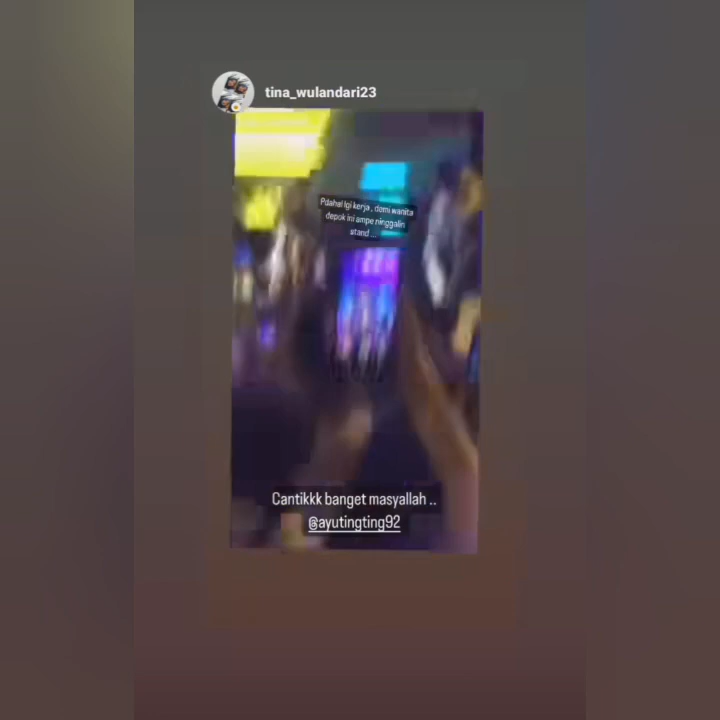 tina_wulandari23
Pdahal lgi kerja , demi wanita
depok ini ampe ninggalin
stand ...
Cantikkk banget masyallah ..
@ayutingting92